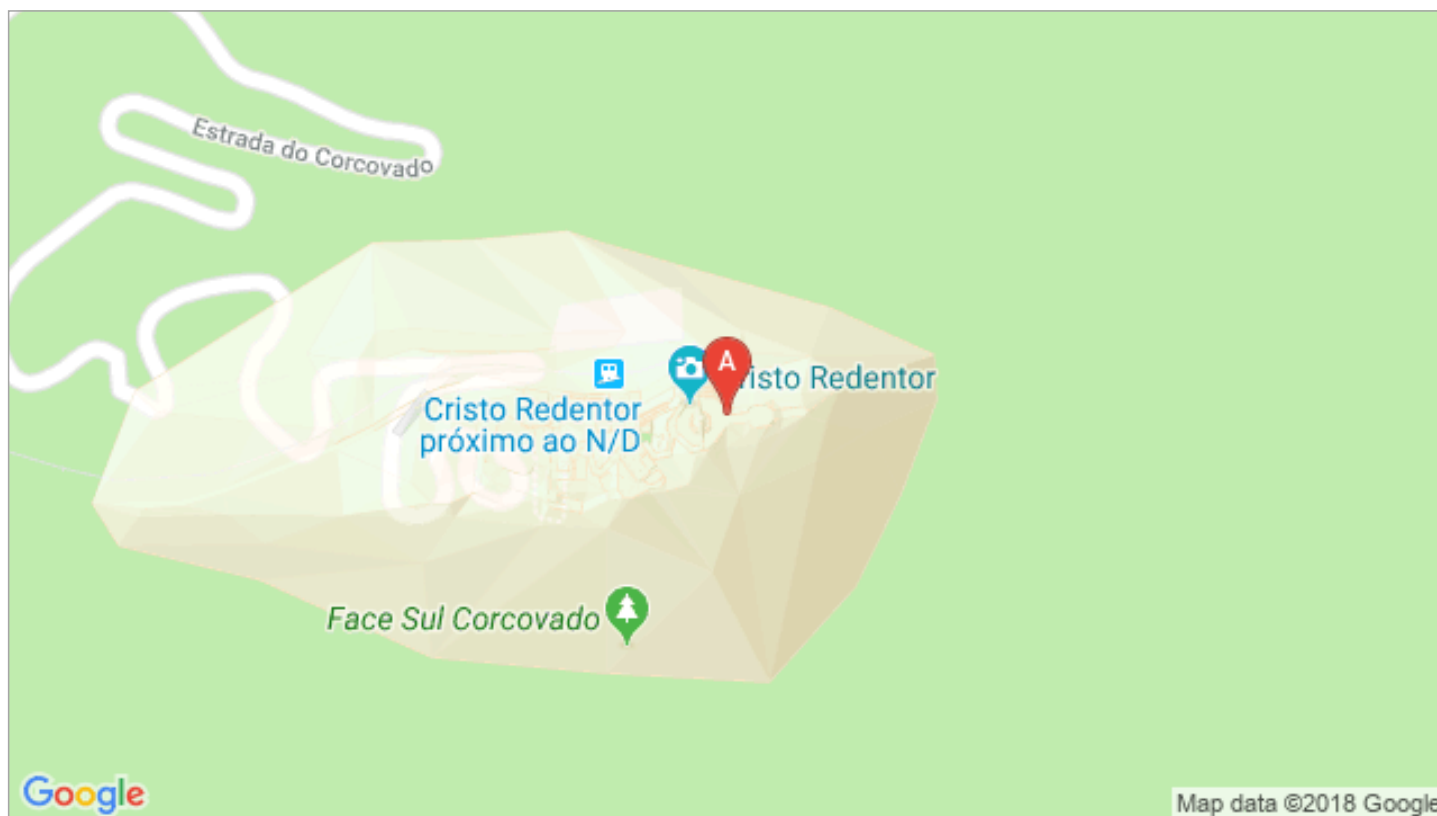 Estrada do Corcovado
A
risto Redentor
Cristo Redentor
próximo ao N/D
Face Sul Corcovado
Google
Map data ©2018 Google